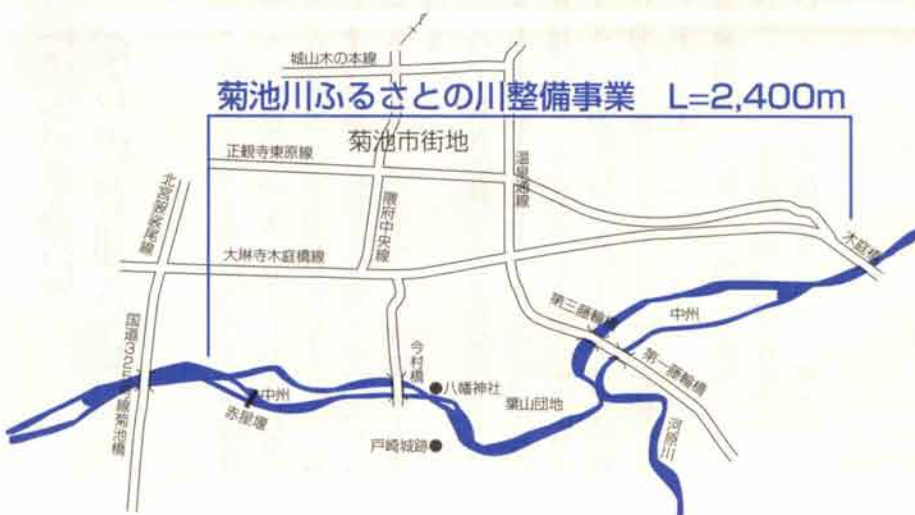 城山木の本線
菊池川ふるさとの川整備事業 L=2,400m
菊池市街地
正観寺東原線
温泉通線
北宮深家尾線
隈府中央線
大琳寺木庭橋線
木庭橋
中州
第三藤輪橋
第一藤輪橋
国道325号線菊池橋
今村橋
中州
八幡神社
葉山団地
赤星堰
戸崎城跡
河原川